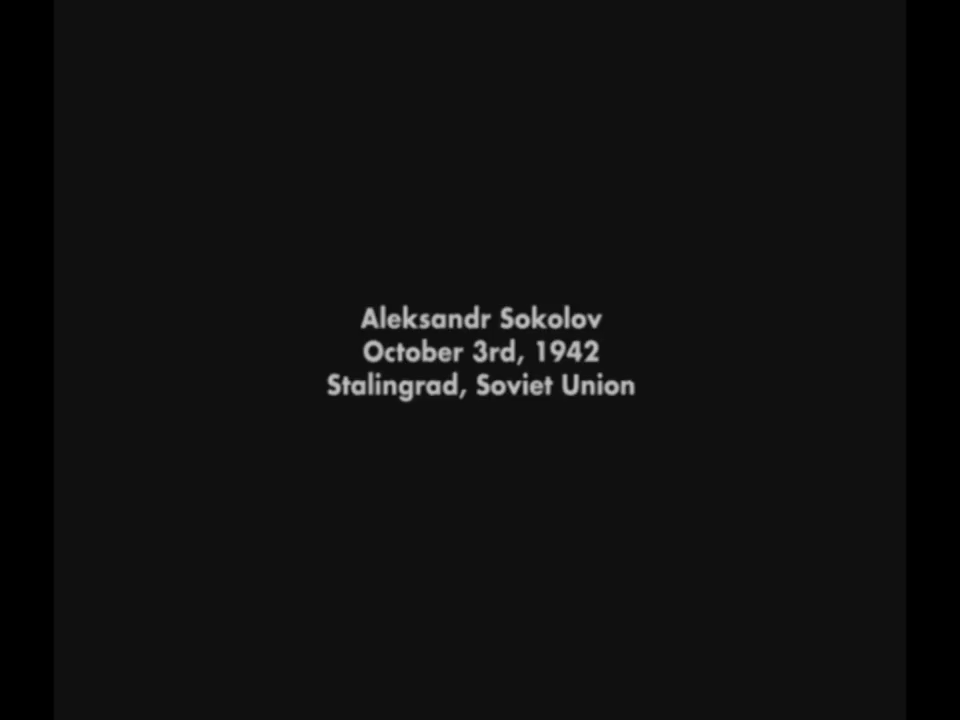 Aleksandr Sokolov
October 3rd, 1942
Stalingrad, Soviet Union